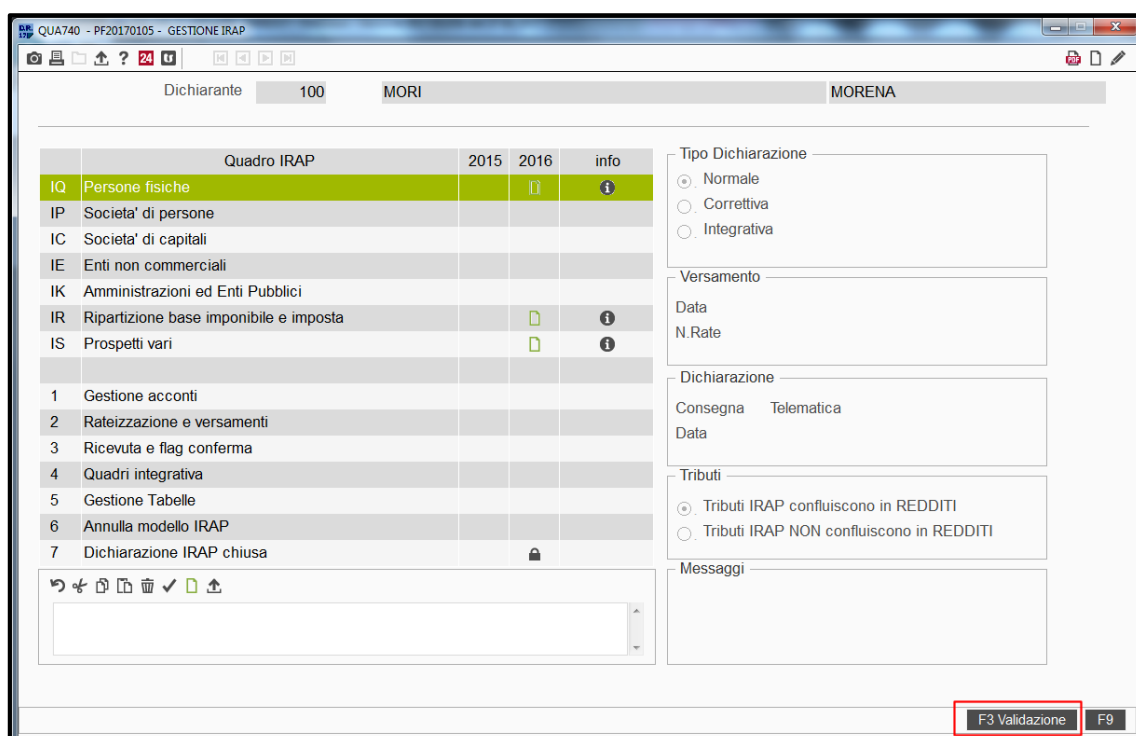 D.R. 17IP QUA740 - PF20170105 - GESTIONE IRAP
? 24
PDF
Dichiarante 100 MORI MORENA
Quadro IRAP 2015 2016 info
IQ Persone fisiche
IP Societa' di persone
IC Societa' di capitali
IE Enti non commerciali
IK Amministrazioni ed Enti Pubblici
IR Ripartizione base imponibile e imposta
IS Prospetti vari
1 Gestione acconti
2 Rateizzazione e versamenti
3 Ricevuta e flag conferma
4 Quadri integrativa
5 Gestione Tabelle
6 Annulla modello IRAP
7 Dichiarazione IRAP chiusa
Tipo Dichiarazione
Normale
Correttiva
Integrativa
Versamento
Data
N.Rate
Dichiarazione
Consegna Telematica
Data
Tributi
Tributi IRAP confluiscono in REDDITI
Tributi IRAP NON confluiscono in REDDITI
Messaggi
F3 Validazione F9